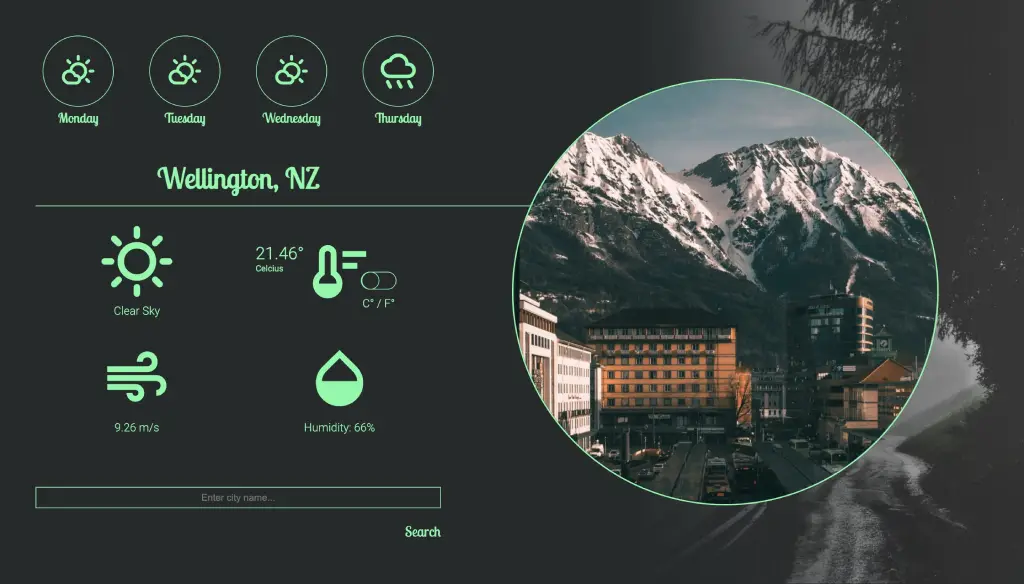 Monday
Tuesday
Wednesday
Thursday
Wellington, NZ
21.46°
Celcius
C° / F°
Clear Sky
9.26 m/s
Humidity: 66%
Enter city name...
Search